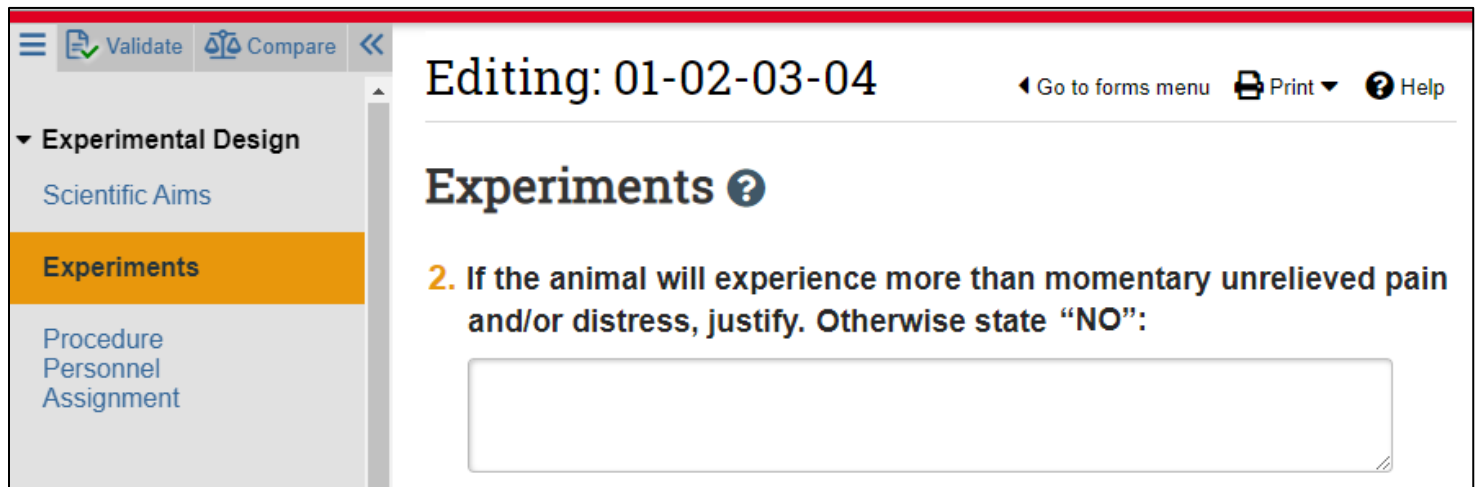 Validate Compare
Experimental Design
Scientific Aims
Experiments
Procedure
Personnel
Assignment
Editing: 01-02-03-04
Go to forms menu Print Help
Experiments
2. If the animal will experience more than momentary unrelieved pain
and/or distress, justify. Otherwise state “NO”: